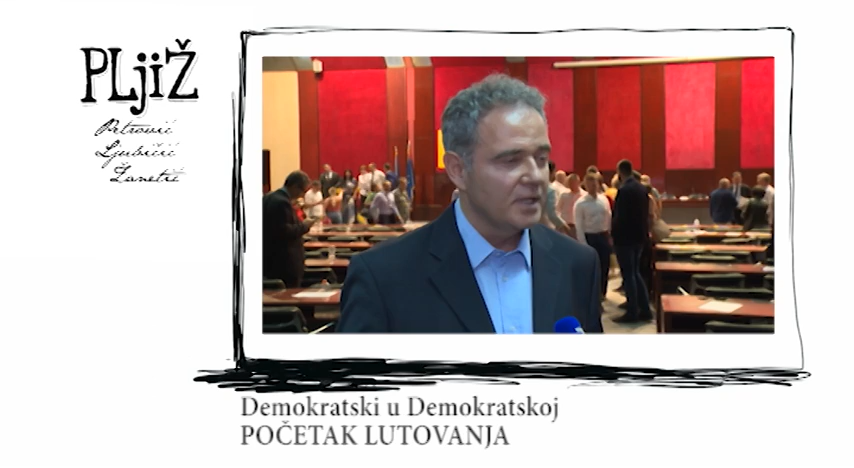 PLjiŽ
Petrović
Ljubičić
Žanetić
Demokratski u Demokratskoj
POČETAK LUTOVANJA